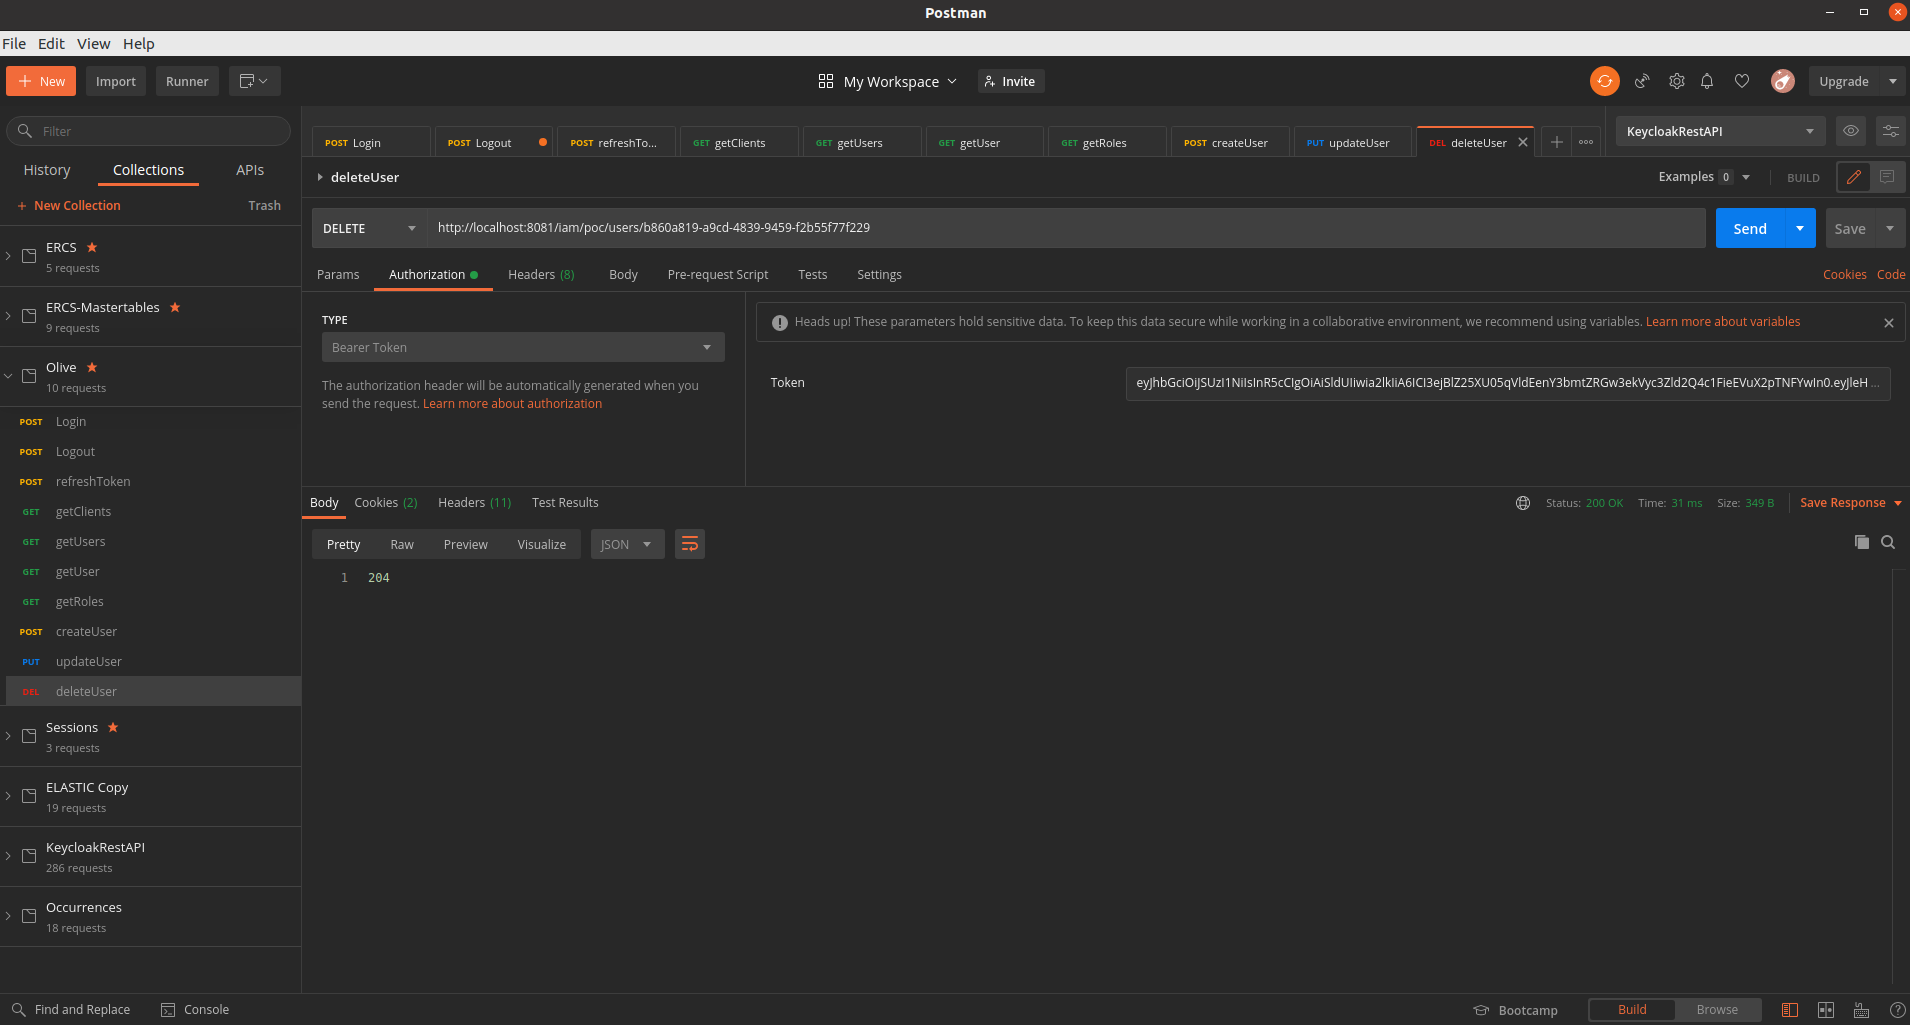 Postman
File Edit View Help
New Import Runner My Workspace Invite Upgrade
Filter
History Collections APIs
New Collection Trash
ERCS
5 requests
ERCS-Mastertables
9 requests
Olive
10 requests
POST Login
POST Logout
POST refreshToken
GET getClients
GET getUsers
GET getUser
GET getRoles
POST createUser
PUT updateUser
DEL deleteUser
Sessions
3 requests
ELASTIC Copy
19 requests
KeycloakRestAPI
286 requests
Occurrences
18 requests
POST Login POST Logout POST refreshTo... GET getClients GET getUsers GET getUser GET getRoles POST createUser PUT updateUser DEL deleteUser KeycloakRestAPI
deleteUser Examples 0 BUILD
DELETE http://localhost:8081/iam/poc/users/b860a819-a9cd-4839-9459-f2b55f77f229 Send Save
Params Authorization Headers (8) Body Pre-request Script Tests Settings Cookies Code
TYPE
Bearer Token
The authorization header will be automatically generated when you
send the request. Learn more about authorization
Heads up! These parameters hold sensitive data. To keep this data secure while working in a collaborative environment, we recommend using variables. Learn more about variables
Token
Body Cookies (2) Headers (11) Test Results Status: 200 OK Time: 31 ms Size: 349 B Save Response
Pretty Raw Preview Visualize JSON
1 204
Find and Replace Console Bootcamp Build Browse